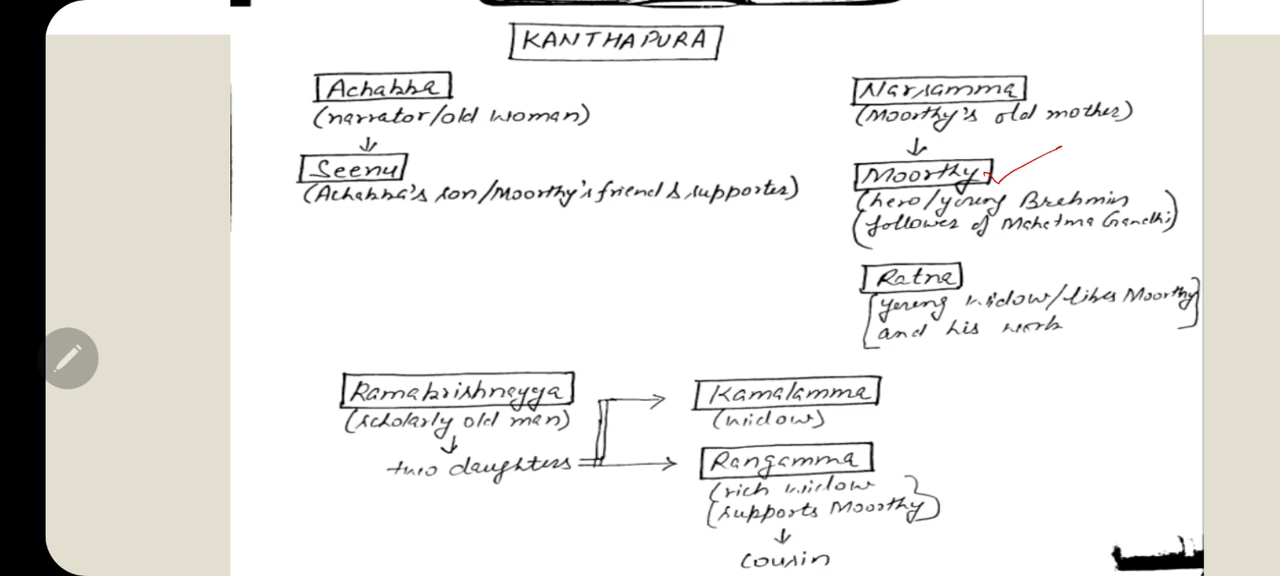 KANTHAPURA
Achakka
(narrator/old woman)
↓
Seenu
(Achakka's son/Moorthy's friend & supporter)
Narsamma
(Moorthy's old mother)
↓
Moorthy
(hero/young Brahmin
(follower of Mahatma Gandhi)
Ratna
[young widow/likes Moorthy
and his work]
Ramakrishnayya
(scholarly old man)
↓
two daughters
Kamalamma
(widow)
Rangamma
(rich widow
(supports Moorthy)
↓
cousin